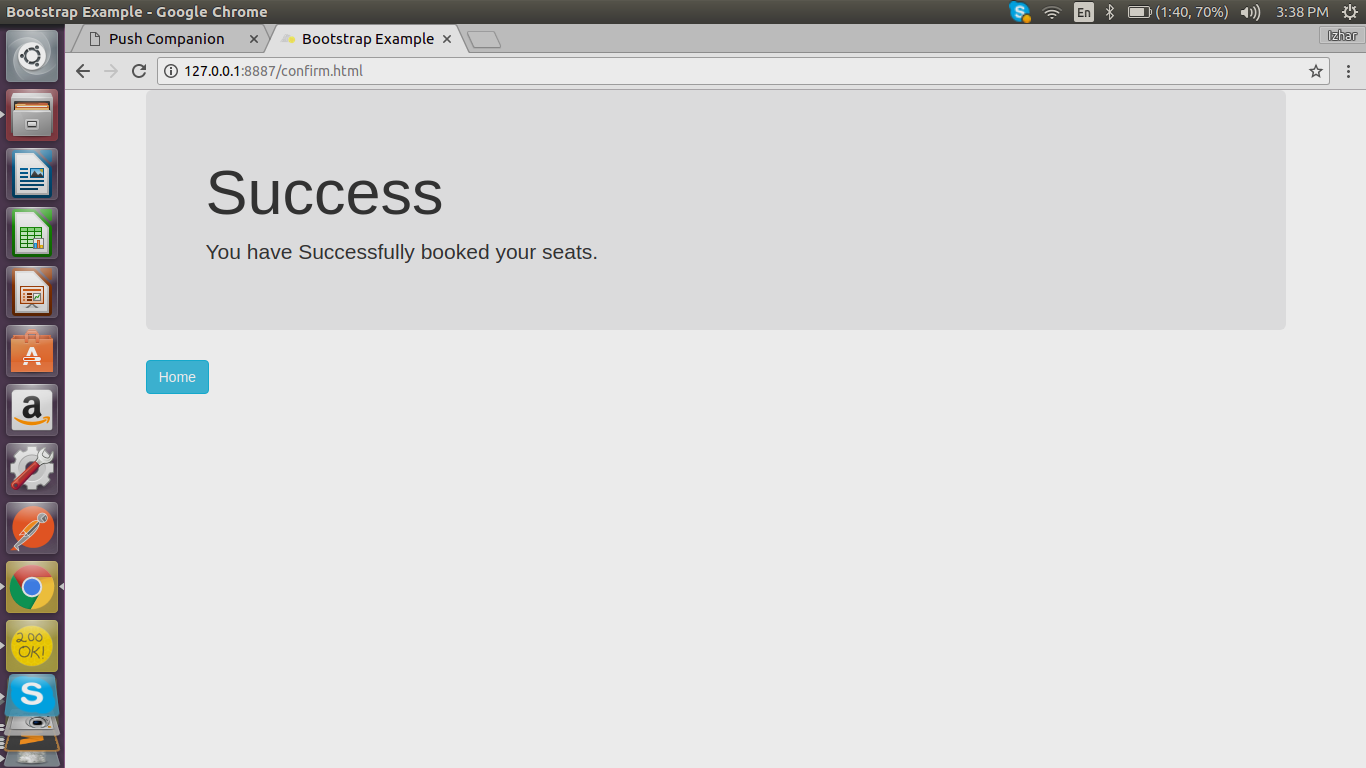 Bootstrap Example - Google Chrome
En
(1:40, 70%)
3:38 PM
Push Companion
Bootstrap Example
Izhar
127.0.0.1:8887/confirm.html
Success
You have Successfully booked your seats.
Home
A
a
200
OK!
S